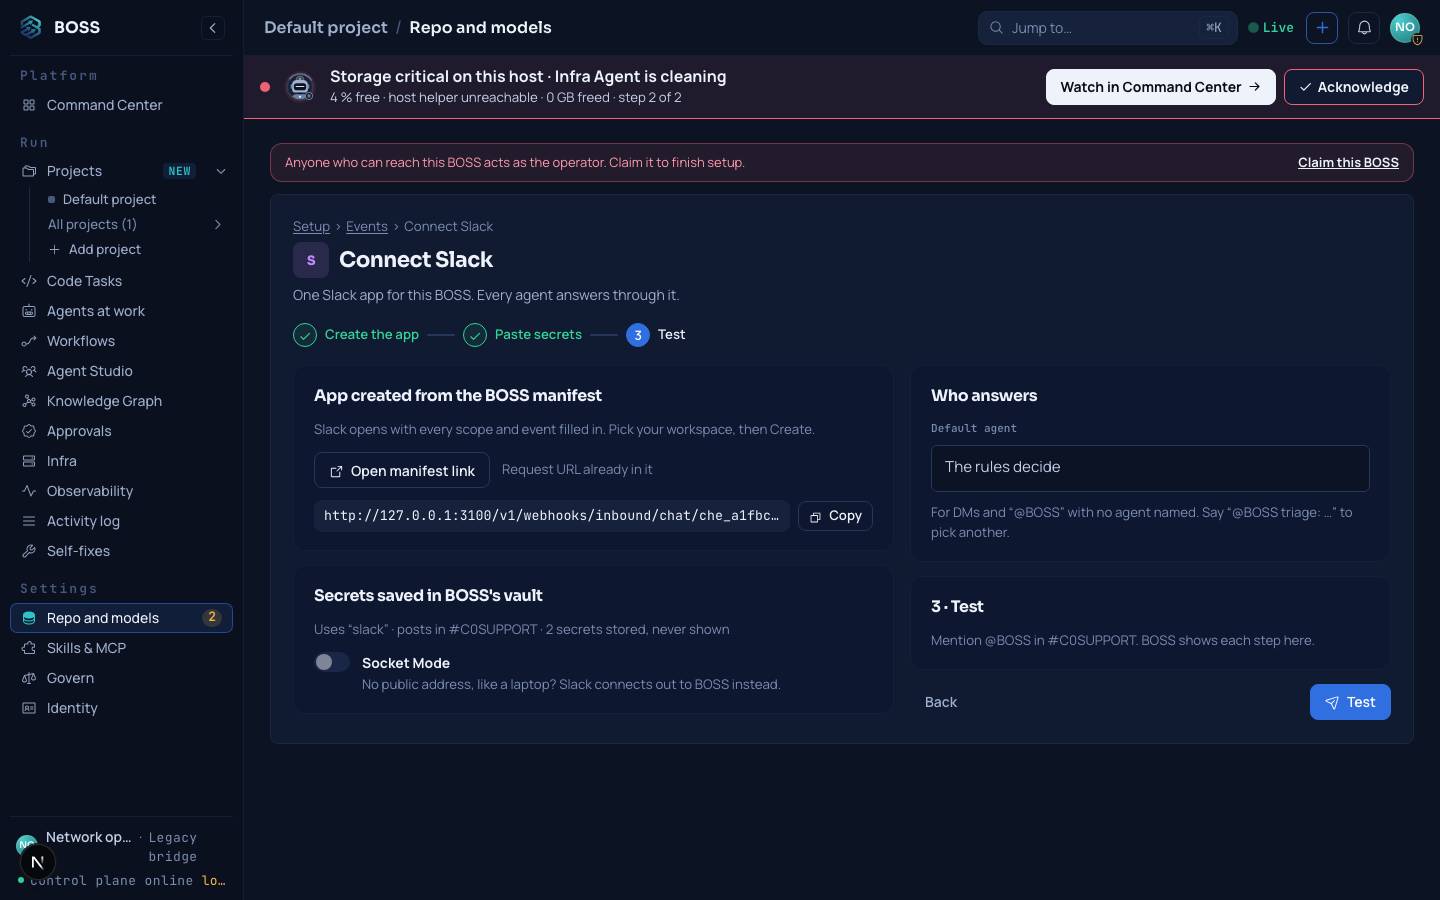 BOSS
Default project / Repo and models
Jump to…
⌘K
Live
NO
Platform
Command Center
Run
Projects NEW
Default project
All projects (1)
Add project
Code Tasks
Agents at work
Workflows
Agent Studio
Knowledge Graph
Approvals
Infra
Observability
Activity log
Self-fixes
Settings
Repo and models 2
Skills & MCP
Govern
Identity
Network op… · Legacy
bridge
N
control plane online lo…
Storage critical on this host · Infra Agent is cleaning
4 % free · host helper unreachable · 0 GB freed · step 2 of 2
Watch in Command Center →
Acknowledge
Anyone who can reach this BOSS acts as the operator. Claim it to finish setup.
Claim this BOSS
Setup › Events › Connect Slack
S Connect Slack
One Slack app for this BOSS. Every agent answers through it.
Create the app
Paste secrets
3 Test
App created from the BOSS manifest
Slack opens with every scope and event filled in. Pick your workspace, then Create.
Open manifest link
Request URL already in it
http://127.0.0.1:3100/v1/webhooks/inbound/chat/che_a1fbc…
Copy
Secrets saved in BOSS's vault
Uses “slack” · posts in #C0SUPPORT · 2 secrets stored, never shown
Socket Mode
No public address, like a laptop? Slack connects out to BOSS instead.
Who answers
Default agent
The rules decide
For DMs and “@BOSS” with no agent named. Say “@BOSS triage: …” to
pick another.
3 · Test
Mention @BOSS in #C0SUPPORT. BOSS shows each step here.
Back
Test